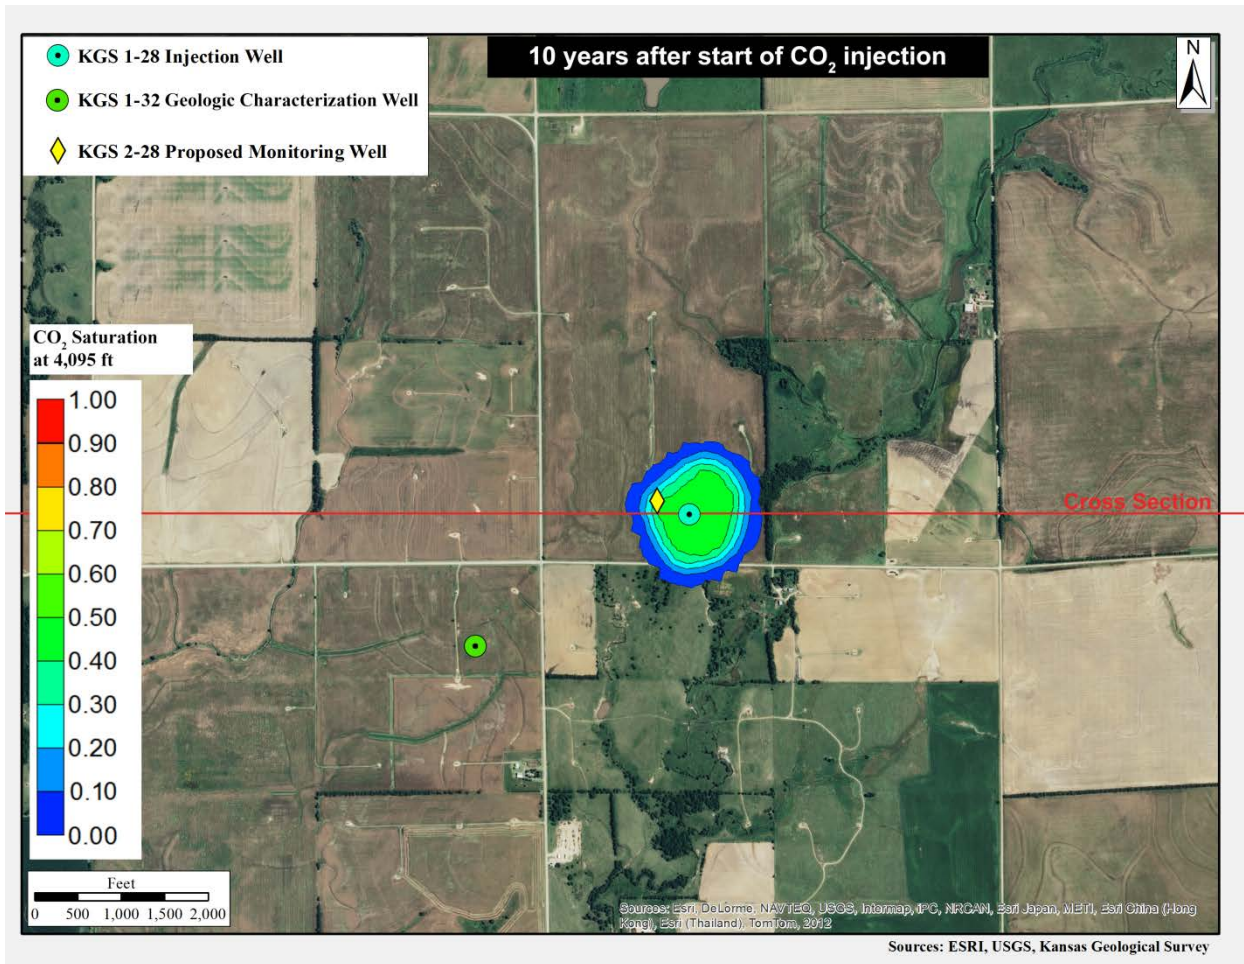 KGS 1-28 Injection Well
KGS 1-32 Geologic Characterization Well
KGS 2-28 Proposed Monitoring Well
10 years after start of CO₂ injection
N
CO₂ Saturation
at 4,095 ft
1.00
0.90
0.80
0.70
0.60
0.50
0.40
0.30
0.20
0.10
0.00
Cross Section
Feet
0 500 1,000 1,500 2,000
Sources: Esri, DeLorme, NAVTEQ, USGS, Intermap, iPC, NRCAN, Esri Japan, METI, Esri China (Hong
Kong), Esri (Thailand), TomTom, 2012
Sources: ESRI, USGS, Kansas Geological Survey